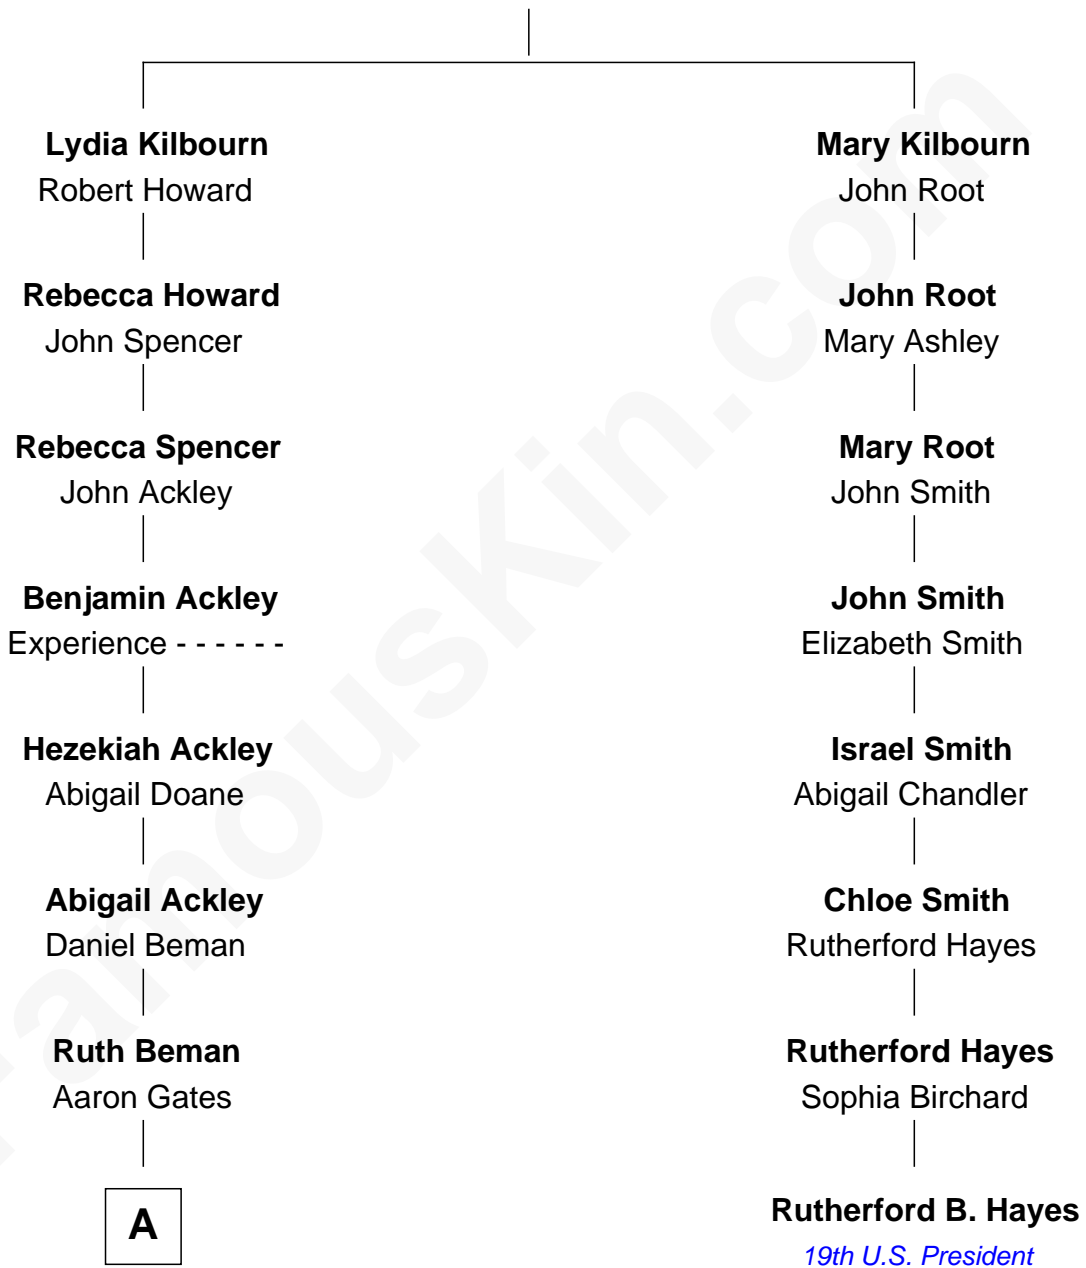 Lydia Kilbourn
Robert Howard
Mary Kilbourn
John Root
Rebecca Howard
John Spencer
John Root
Mary Ashley
Rebecca Spencer
John Ackley
Mary Root
John Smith
Benjamin Ackley
Experience - - - - - -
John Smith
Elizabeth Smith
Hezekiah Ackley
Abigail Doane
Israel Smith
Abigail Chandler
Abigail Ackley
Daniel Beman
Chloe Smith
Rutherford Hayes
Ruth Beman
Aaron Gates
Rutherford Hayes
Sophia Birchard
A
Rutherford B. Hayes
19th U.S. President
FamousKin.com